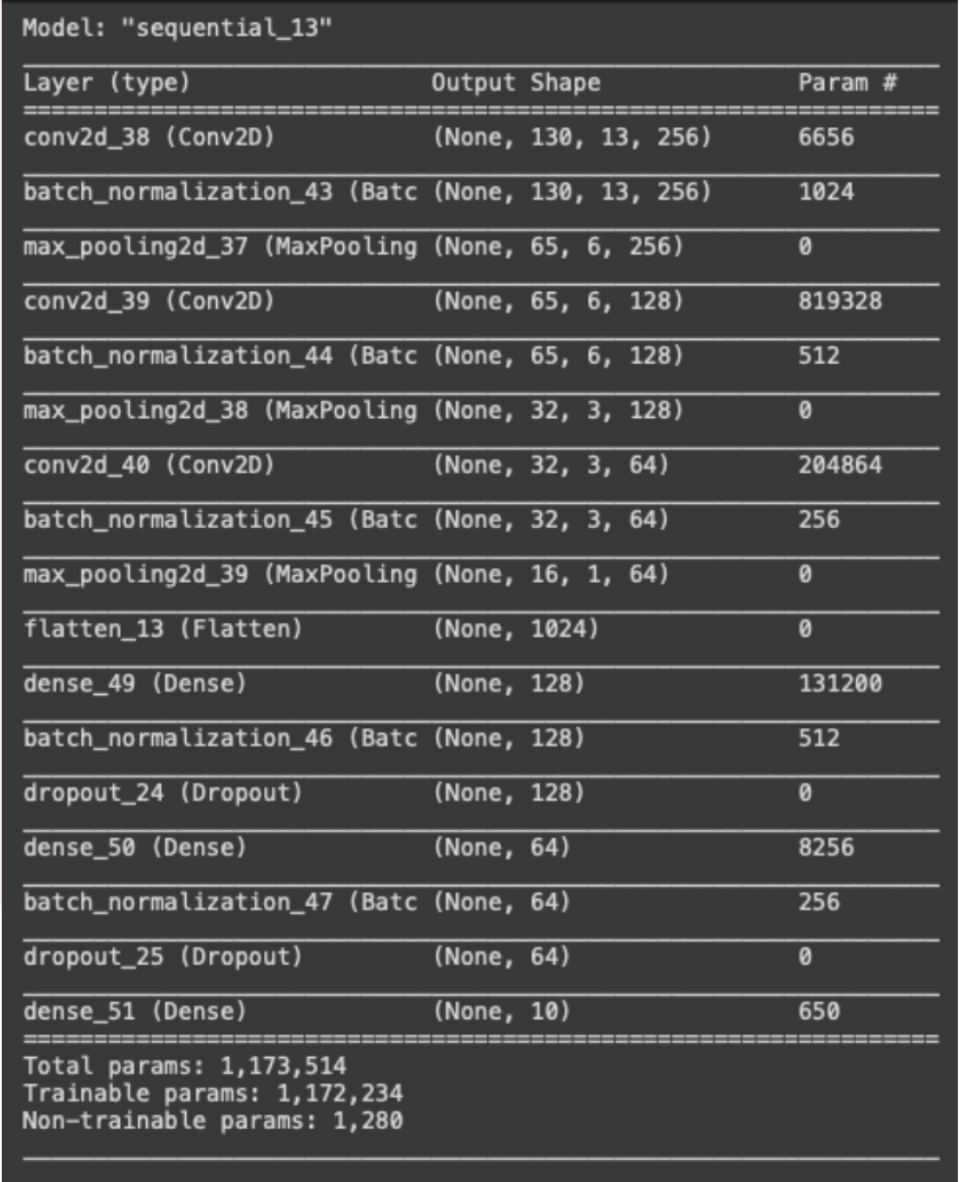 Model: "sequential_13"
Layer (type) Output Shape Param #
conv2d_38 (Conv2D) (None, 130, 13, 256) 6656
batch_normalization_43 (Batc (None, 130, 13, 256) 1024
max_pooling2d_37 (MaxPooling (None, 65, 6, 256) 0
conv2d_39 (Conv2D) (None, 65, 6, 128) 819328
batch_normalization_44 (Batc (None, 65, 6, 128) 512
max_pooling2d_38 (MaxPooling (None, 32, 3, 128) 0
conv2d_40 (Conv2D) (None, 32, 3, 64) 204864
batch_normalization_45 (Batc (None, 32, 3, 64) 256
max_pooling2d_39 (MaxPooling (None, 16, 1, 64) 0
flatten_13 (Flatten) (None, 1024) 0
dense_49 (Dense) (None, 128) 131200
batch_normalization_46 (Batc (None, 128) 512
dropout_24 (Dropout) (None, 128) 0
dense_50 (Dense) (None, 64) 8256
batch_normalization_47 (Batc (None, 64) 256
dropout_25 (Dropout) (None, 64) 0
dense_51 (Dense) (None, 10) 650
Total params: 1,173,514
Trainable params: 1,172,234
Non-trainable params: 1,280